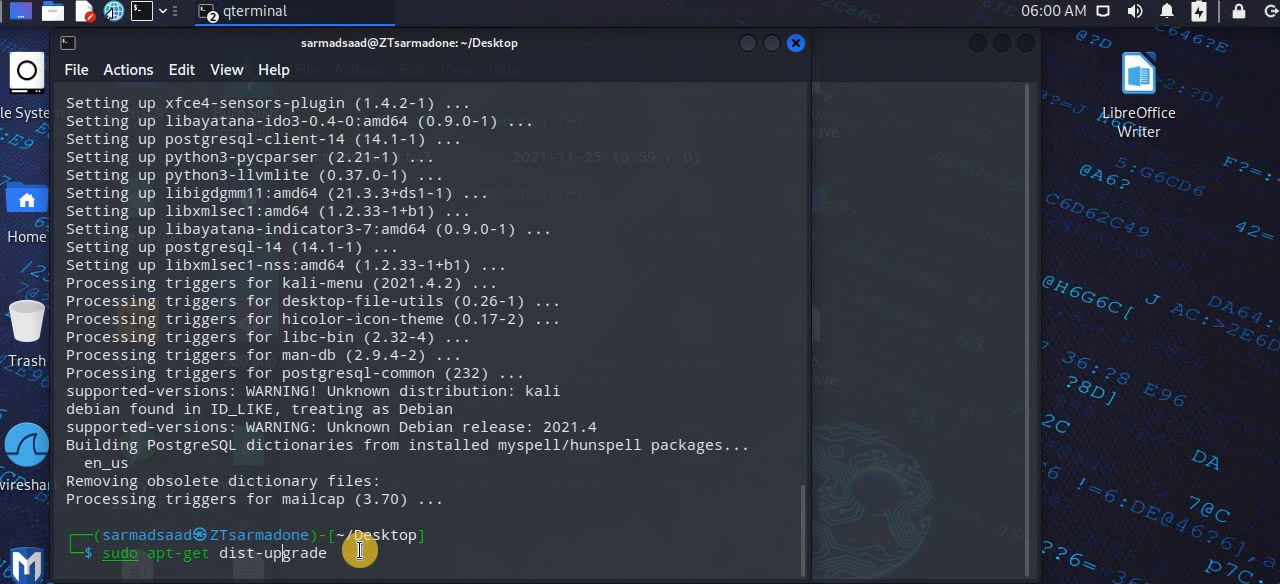 qterminal
2
06:00 AM
sarmadsaad@ZTsarmadone: ~/Desktop
File Actions Edit View Help
Setting up xfce4-sensors-plugin (1.4.2-1) ...
Setting up libayatana-ido3-0.4-0:amd64 (0.9.0-1) ...
Setting up postgresql-client-14 (14.1-1) ...
Setting up python3-pycparser (2.21-1) ...
Setting up python3-llvmlite (0.37.0-1) ...
Setting up libigdgmm11:amd64 (21.3.3+ds1-1) ...
Setting up libxmlsec1:amd64 (1.2.33-1+b1) ...
Setting up libayatana-indicator3-7:amd64 (0.9.0-1) ...
Setting up postgresql-14 (14.1-1) ...
Setting up libxmlsec1-nss:amd64 (1.2.33-1+b1) ...
Processing triggers for kali-menu (2021.4.2) ...
Processing triggers for desktop-file-utils (0.26-1) ...
Processing triggers for hicolor-icon-theme (0.17-2) ...
Processing triggers for libc-bin (2.32-4) ...
Processing triggers for man-db (2.9.4-2) ...
Processing triggers for postgresql-common (232) ...
supported-versions: WARNING! Unknown distribution: kali
debian found in ID_LIKE, treating as Debian
supported-versions: WARNING: Unknown Debian release: 2021.4
Building PostgreSQL dictionaries from installed myspell/hunspell packages...
en_us
Removing obsolete dictionary files:
Processing triggers for mailcap (3.70) ...
(sarmadsaad㉿ZTsarmadone)-[~/Desktop]
$ sudo apt-get dist-upgrade
le Syste
Home
Trash
wiresha
LibreOffice
Writer